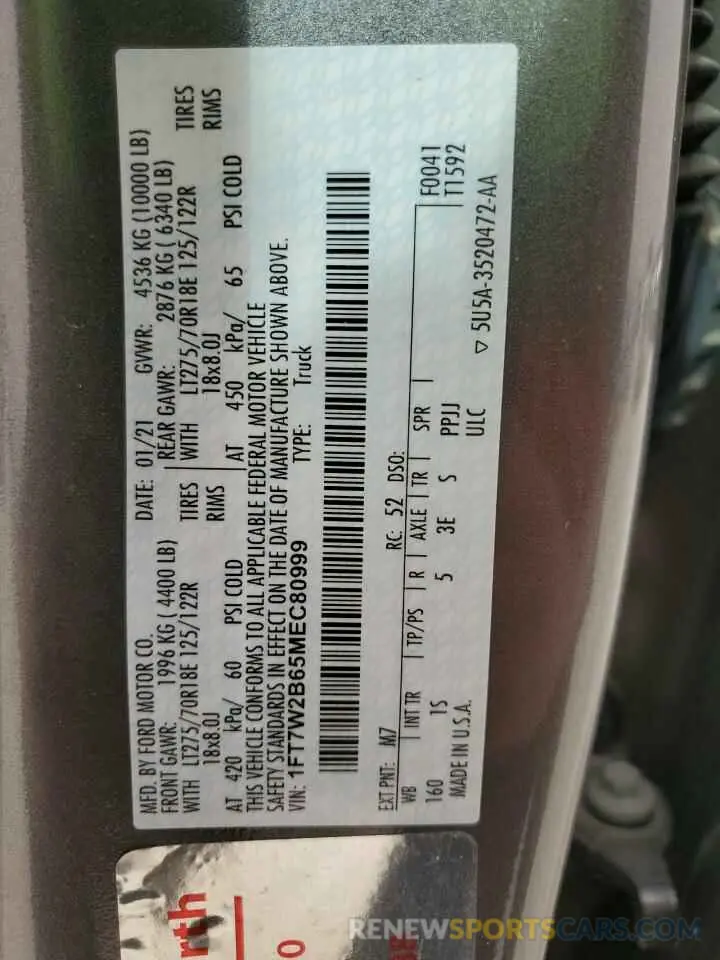 MFD. BY FORD MOTOR CO.
DATE: 01/21 GVWR: 4536 KG (10000 LB)
FRONT GAWR: 1996 KG ( 4400 LB)
REAR GAWR: 2876 KG ( 6340 LB)
WITH LT275/70R18E 125/122R TIRES
WITH LT275/70R18E 125/122R TIRES
18x8.0J RIMS
18x8.0J RIMS
AT 420 kPa/ 60 PSI COLD
AT 450 kPa/ 65 PSI COLD
THIS VEHICLE CONFORMS TO ALL APPLICABLE FEDERAL MOTOR VEHICLE
SAFETY STANDARDS IN EFFECT ON THE DATE OF MANUFACTURE SHOWN ABOVE.
VIN: 1FT7W2B65MEC80999 TYPE: Truck
EXT PNT: M7 RC: 52 DSO: F0041
WB INT TR TP/PS R AXLE TR SPR T1592
160 1S 5 3E S PPJJ
MADE IN U.S.A. ULC
▽ 5U5A-3520472-AA
rth
RENEWSPORTSCARS.COM